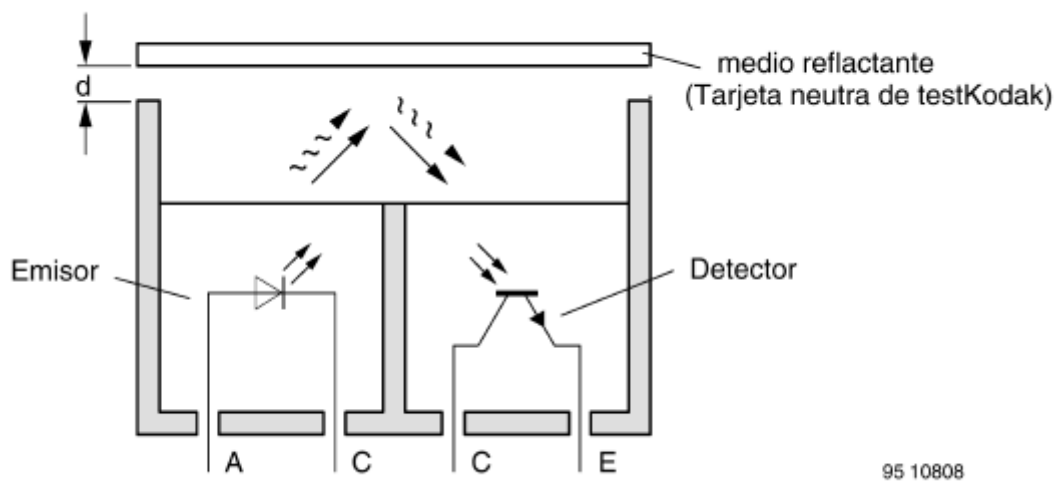 d
medio reflactante
(Tarjeta neutra de testKodak)
Emisor
Detector
A
C
C
E
95 10808